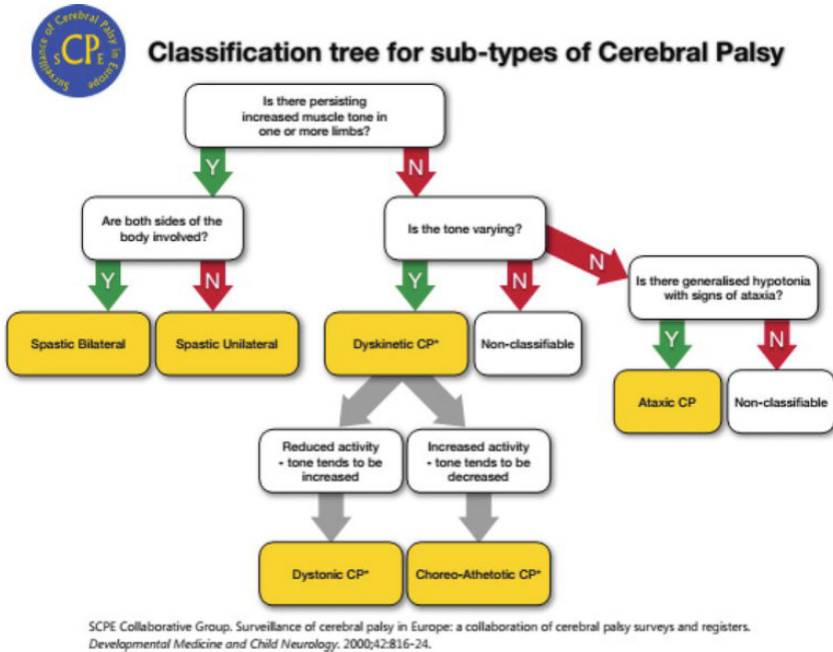 Surveillance of Cerebral Palsy in Europe
SCPE
Classification tree for sub-types of Cerebral Palsy
Is there persisting
increased muscle tone in
one or more limbs?
Y
N
Are both sides of the
body involved?
Is the tone varying?
Y
N
Y
N
N
Is there generalised hypotonia
with signs of ataxia?
Spastic Bilateral
Spastic Unilateral
Dyskinetic CP*
Non-classifiable
Y
N
Ataxic CP
Non-classifiable
Reduced activity
- tone tends to be
increased
Increased activity
- tone tends to be
decreased
Dystonic CP*
Choreo-Athetotic CP*
SCPE Collaborative Group. Surveillance of cerebral palsy in Europe: a collaboration of cerebral palsy surveys and registers.
Developmental Medicine and Child Neurology. 2000;42:816-24.